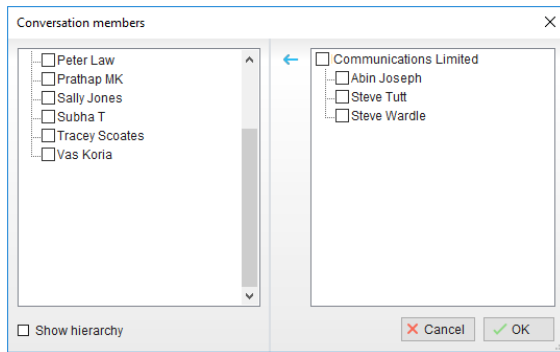 Conversation members
Peter Law
Prathap MK
Sally Jones
Subha T
Tracey Scoates
Vas Koria
Communications Limited
Abin Joseph
Steve Tutt
Steve Wardle
Show hierarchy
Cancel
OK